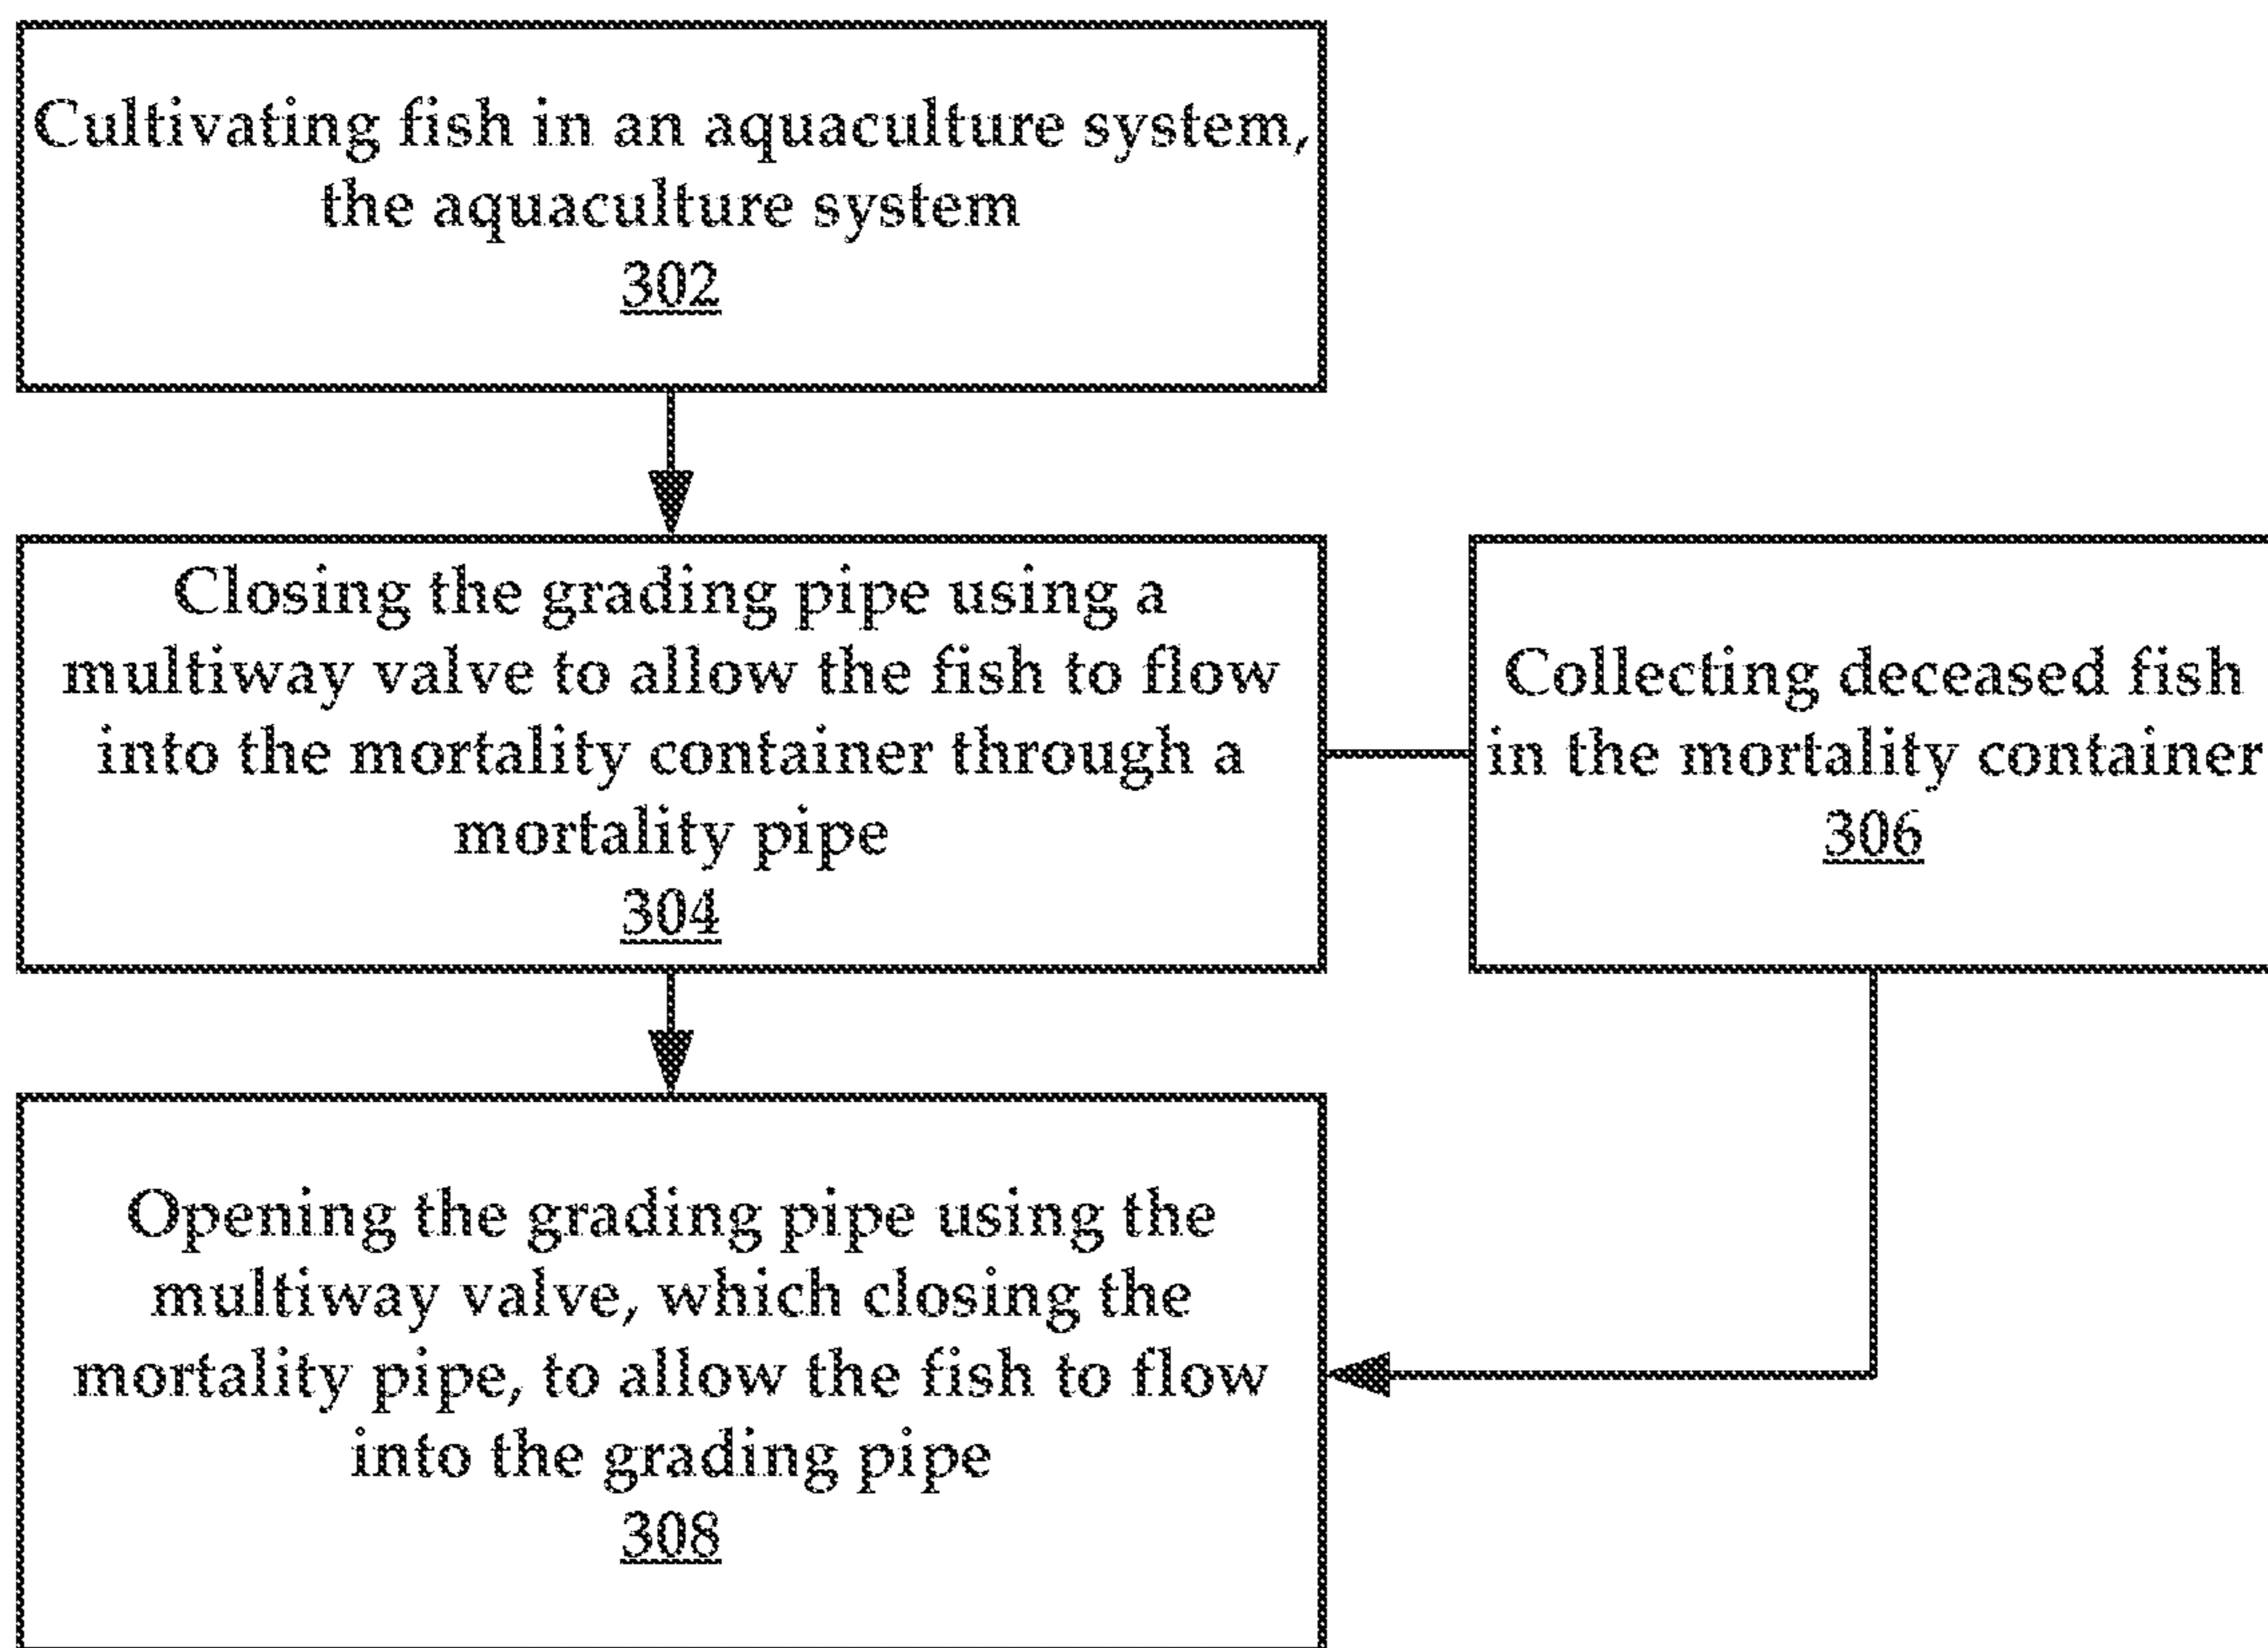 Cultivating fish in an aquaculture system,
the aquaculture system
302
Closing the grading pipe using a
multiway valve to allow the fish to flow
into the mortality container through a
mortality pipe
304
Collecting deceased fish
in the mortality container
306
Opening the grading pipe using the
multiway valve, which closing the
mortality pipe, to allow the fish to flow
into the grading pipe
308